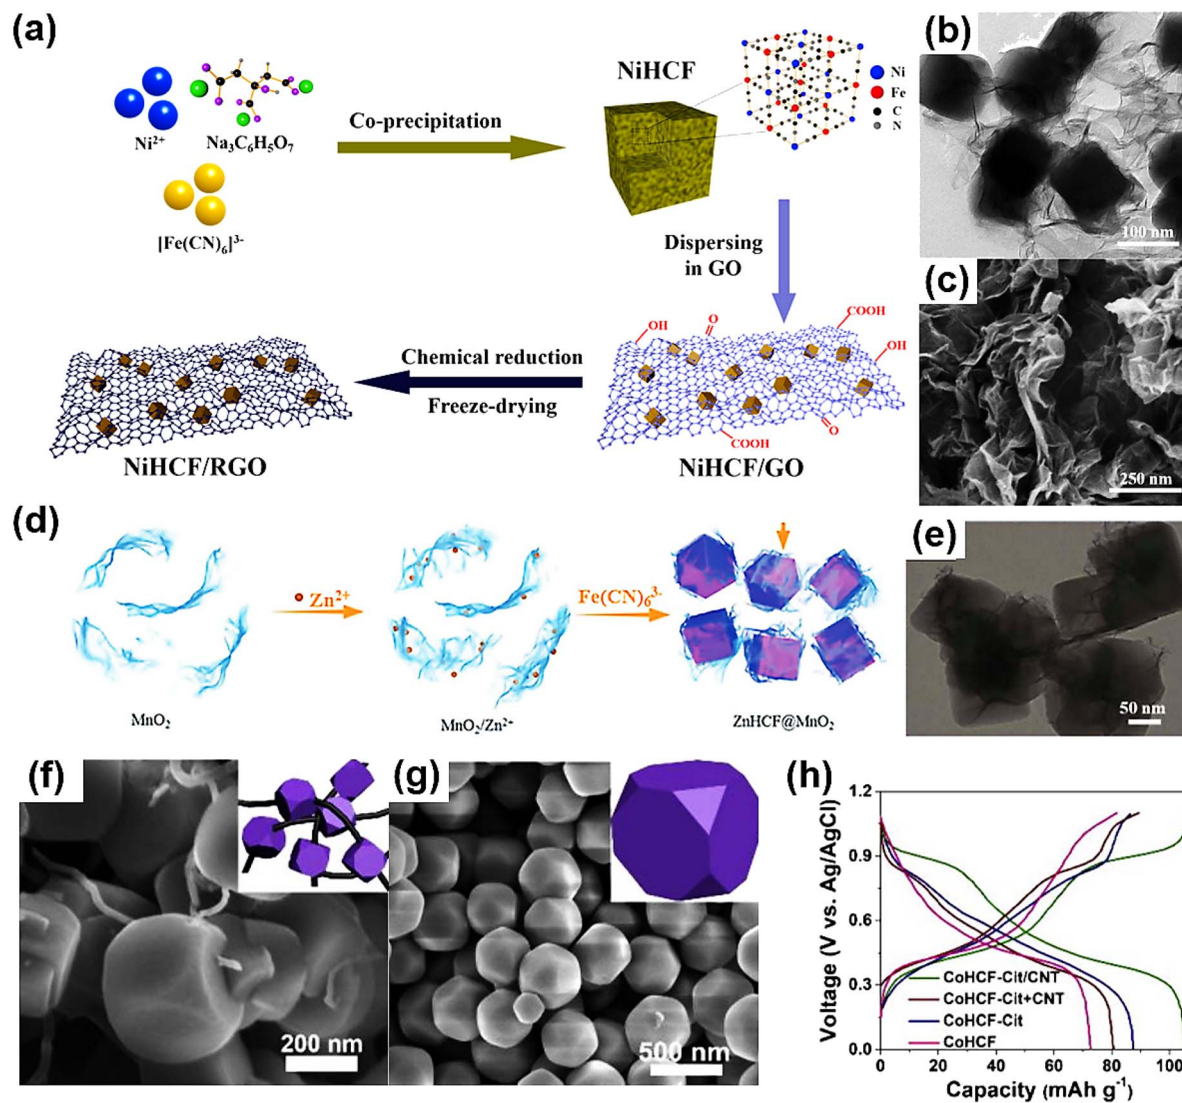 (a)
Ni²⁺
Na₃C₆H₅O₇
[Fe(CN)₆]³⁻
Co-precipitation
NiHCF
Ni
Fe
C
N
Dispersing
in GO
OH
O
COOH
OH
COOH
O
NiHCF/GO
Chemical reduction
Freeze-drying
NiHCF/RGO
(b)
100 nm
(c)
250 nm
(d)
MnO₂
Zn²⁺
MnO₂/Zn²⁺
Fe(CN)₆³⁻
ZnHCF@MnO₂
(e)
50 nm
(f)
200 nm
(g)
500 nm
(h)
Voltage (V vs. Ag/AgCl)
1.2
0.9
0.6
0.3
0.0
CoHCF-Cit/CNT
CoHCF-Cit+CNT
CoHCF-Cit
CoHCF
0 20 40 60 80 100
Capacity (mAh g⁻¹)